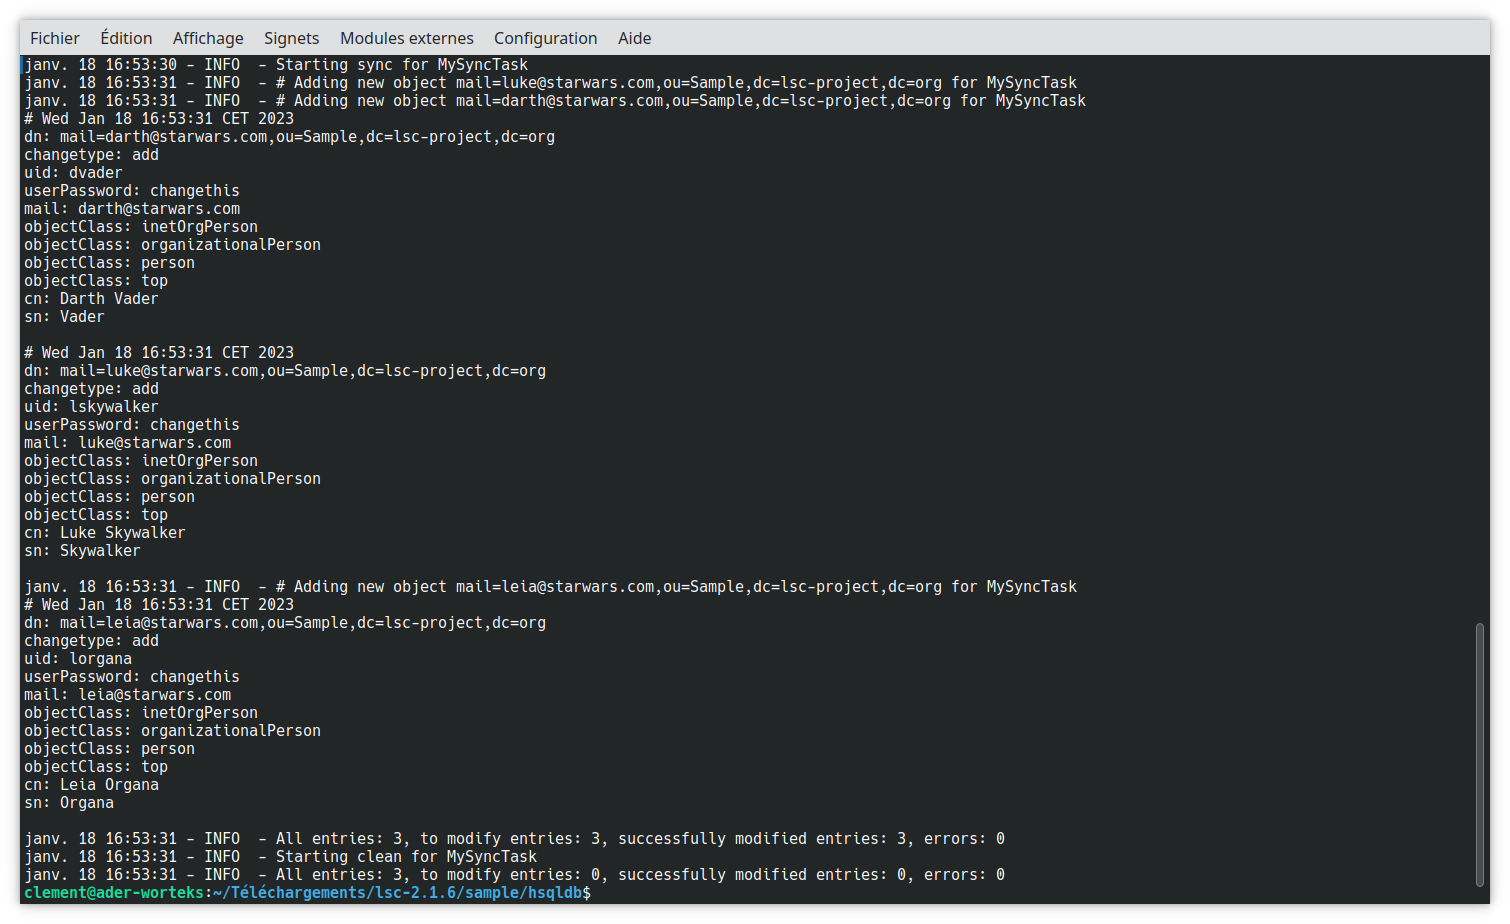 Fichier Édition Affichage Signets Modules externes Configuration Aide
janv. 18 16:53:30 - INFO  - Starting sync for MySyncTask
janv. 18 16:53:31 - INFO  - # Adding new object mail=luke@starwars.com,ou=Sample,dc=lsc-project,dc=org for MySyncTask
janv. 18 16:53:31 - INFO  - # Adding new object mail=darth@starwars.com,ou=Sample,dc=lsc-project,dc=org for MySyncTask
# Wed Jan 18 16:53:31 CET 2023
dn: mail=darth@starwars.com,ou=Sample,dc=lsc-project,dc=org
changetype: add
uid: dvader
userPassword: changethis
mail: darth@starwars.com
objectClass: inetOrgPerson
objectClass: organizationalPerson
objectClass: person
objectClass: top
cn: Darth Vader
sn: Vader

# Wed Jan 18 16:53:31 CET 2023
dn: mail=luke@starwars.com,ou=Sample,dc=lsc-project,dc=org
changetype: add
uid: lskywalker
userPassword: changethis
mail: luke@starwars.com
objectClass: inetOrgPerson
objectClass: organizationalPerson
objectClass: person
objectClass: top
cn: Luke Skywalker
sn: Skywalker

janv. 18 16:53:31 - INFO  - # Adding new object mail=leia@starwars.com,ou=Sample,dc=lsc-project,dc=org for MySyncTask
# Wed Jan 18 16:53:31 CET 2023
dn: mail=leia@starwars.com,ou=Sample,dc=lsc-project,dc=org
changetype: add
uid: lorgana
userPassword: changethis
mail: leia@starwars.com
objectClass: inetOrgPerson
objectClass: organizationalPerson
objectClass: person
objectClass: top
cn: Leia Organa
sn: Organa

janv. 18 16:53:31 - INFO  - All entries: 3, to modify entries: 3, successfully modified entries: 3, errors: 0
janv. 18 16:53:31 - INFO  - Starting clean for MySyncTask
janv. 18 16:53:31 - INFO  - All entries: 3, to modify entries: 0, successfully modified entries: 0, errors: 0
clement@ader-worteks:~/Téléchargements/lsc-2.1.6/sample/hsqldb$